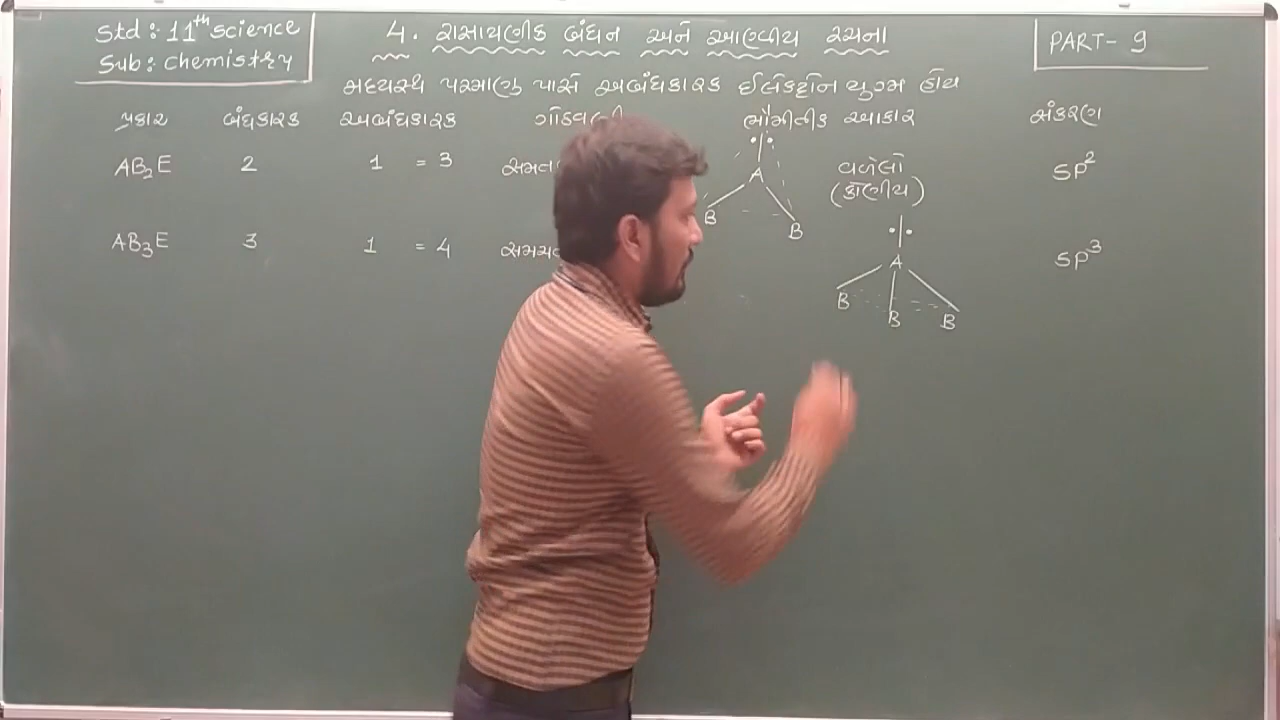 Std : 11th science
Sub : chemistry
4. રાસાયણીક બંધન અને આણ્વીય રચના
PART - 9
મધ્યસ્થ પરમાણુ પાસે અબંધકારક ઈલેક્ટ્રોન યુગ્મ હોય
પ્રકાર બંધકારક અબંધકારક ભૌમીતીક આકાર સંકરણ
AB₂E 2 1 = 3 A B B વળેલો (કોણીય) SP²
AB₃E 3 1 = 4 A B B B SP³